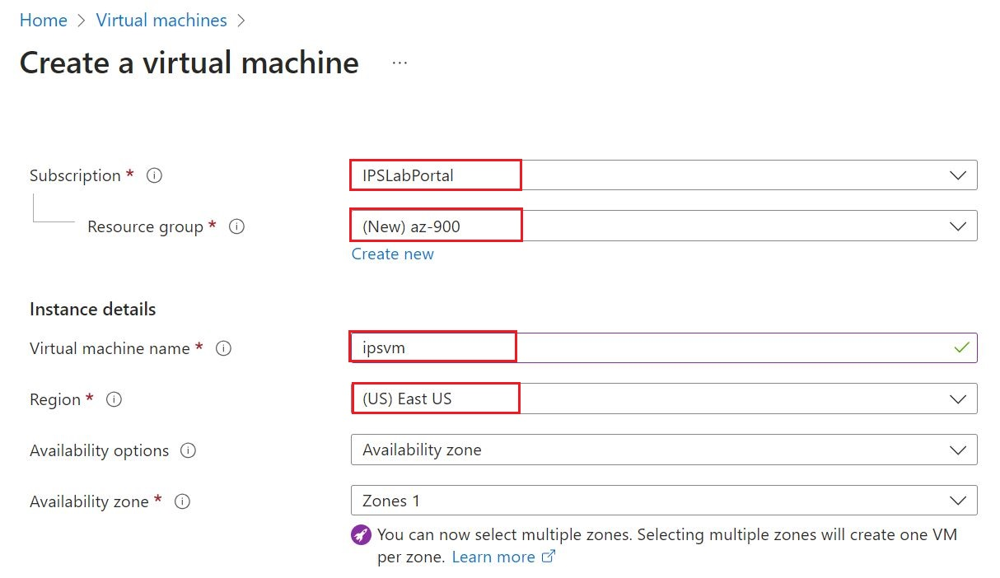 Home > Virtual machines >
Create a virtual machine ...
Subscription * IPSLabPortal
Resource group * (New) az-900
Create new
Instance details
Virtual machine name * ipsvm
Region * (US) East US
Availability options Availability zone
Availability zone * Zones 1
You can now select multiple zones. Selecting multiple zones will create one VM
per zone. Learn more